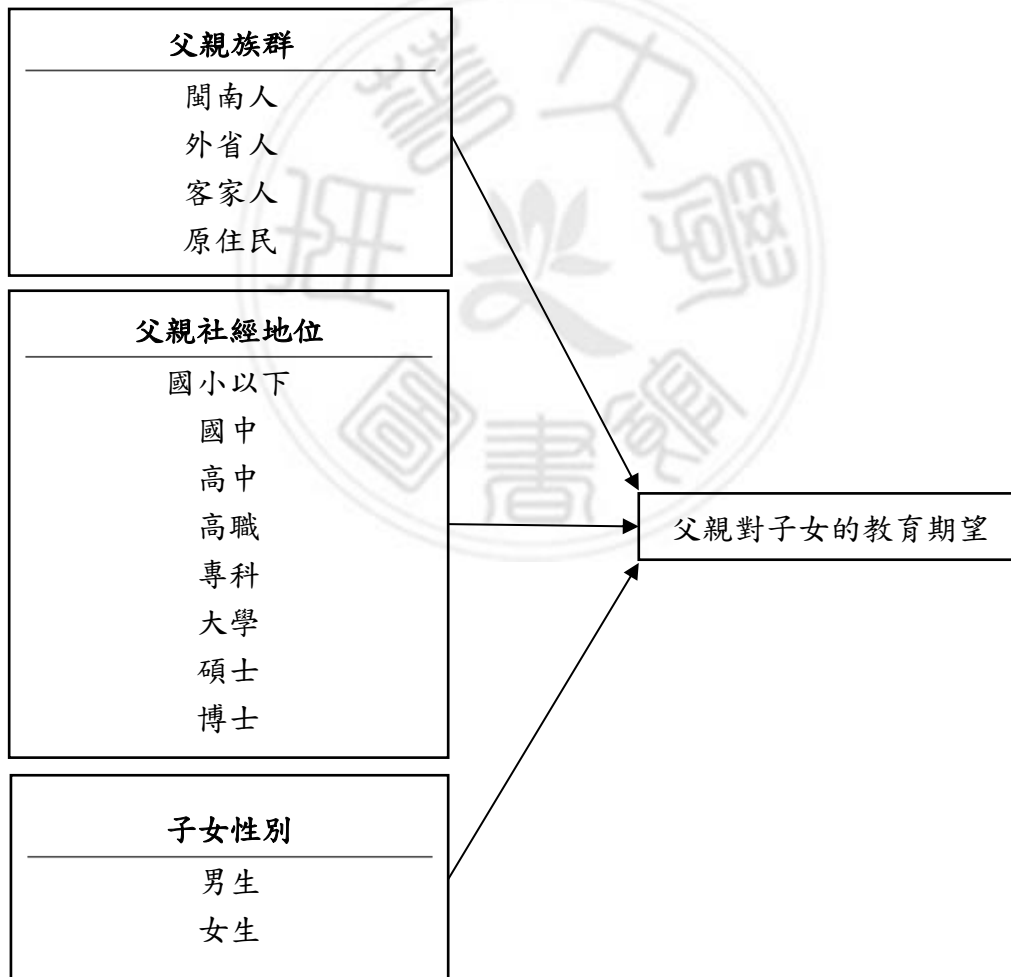 父親族群
閩南人
外省人
客家人
原住民
父親社經地位
國小以下
國中
高中
高職
專科
大學
碩士
博士
父親對子女的教育期望
子女性別
男生
女生